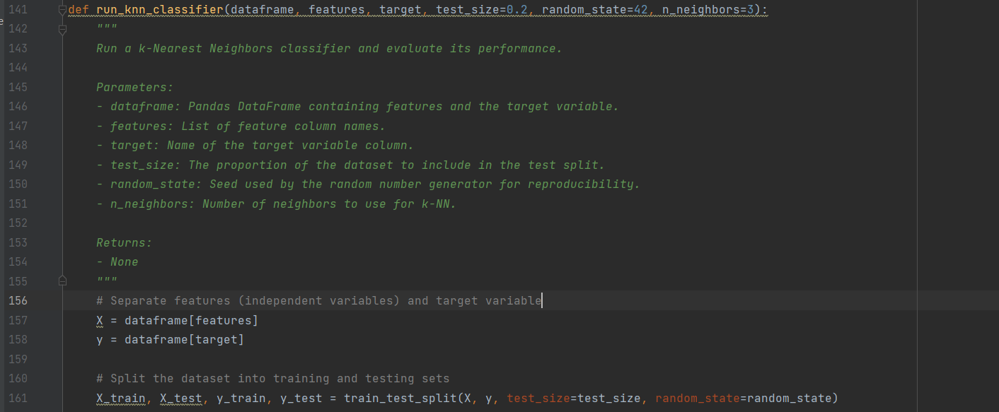 141 def run_knn_classifier(dataframe, features, target, test_size=0.2, random_state=42, n_neighbors=3):
e
142     """
143     Run a k-Nearest Neighbors classifier and evaluate its performance.
144
145     Parameters:
146     - dataframe: Pandas DataFrame containing features and the target variable.
147     - features: List of feature column names.
148     - target: Name of the target variable column.
149     - test_size: The proportion of the dataset to include in the test split.
150     - random_state: Seed used by the random number generator for reproducibility.
151     - n_neighbors: Number of neighbors to use for k-NN.
152
153     Returns:
154     - None
155     """
156     # Separate features (independent variables) and target variable
157     X = dataframe[features]
158     y = dataframe[target]
159
160     # Split the dataset into training and testing sets
161     X_train, X_test, y_train, y_test = train_test_split(X, y, test_size=test_size, random_state=random_state)